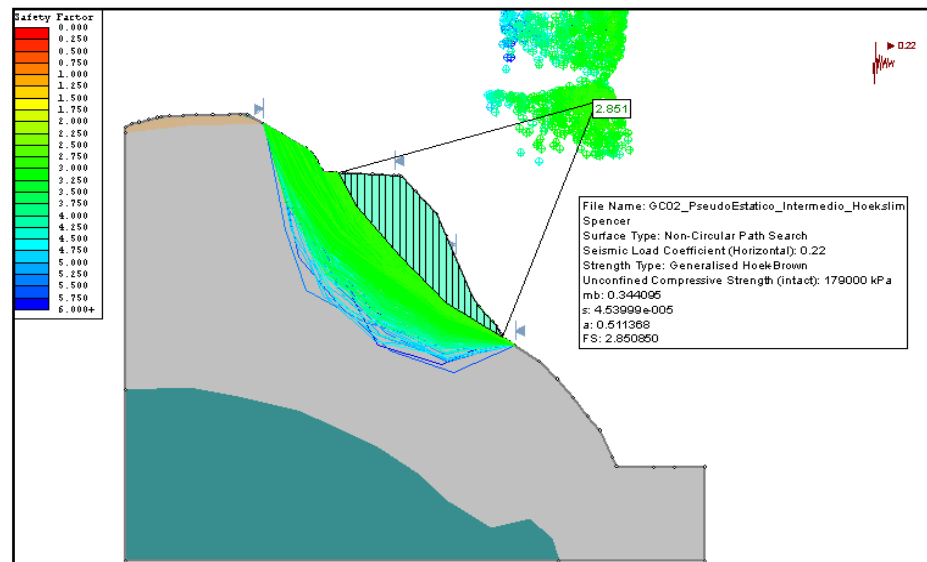 Safety Factor
0.000
0.250
0.500
0.750
1.000
1.250
1.500
1.750
2.000
2.250
2.500
2.750
3.000
3.250
3.500
3.750
4.000
4.250
4.500
4.750
5.000
5.250
5.500
5.750
6.000+
0.22
2.851
File Name: GC02_PseudoEstatico_Intermedio_Hoek.slim
Spencer
Surface Type: Non-Circular Path Search
Seismic Load Coefficient (Horizontal): 0.22
Strength Type: Generalised HoekBrown
Unconfined Compressive Strength (intact): 179000 kPa
mb: 0.344095
s: 4.53999e-005
a: 0.511368
FS: 2.850850